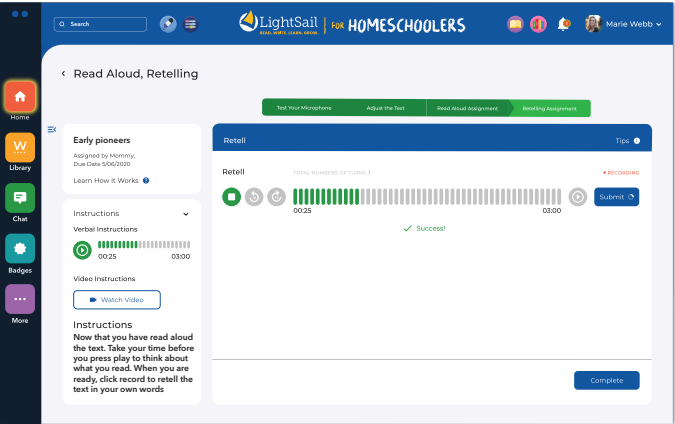 Search
LightSail
READ. WRITE. LEARN. GROW.
FOR HOMESCHOOLERS
Marie Webb
Read Aloud, Retelling
Home
Library
Chat
Badges
More
Test Your Microphone
Adjust the Text
Read Aloud Assignment
Retelling Assignment
Early pioneers
Assigned by Mommy,
Due Date 5/06/2020
Learn How it Works ?
Instructions
Verbal Instructions
00:25 03:00
Video Instructions
Watch Video
Instructions
Now that you have read aloud
the text. Take your time before
you press play to think about
what you read. When you are
ready, click record to retell the
text in your own words
Retell
Tips
Retell
TOTAL NUMBERS OF TURNS: 1
RECORDING
Submit
00:25 03:00
Success!
Complete